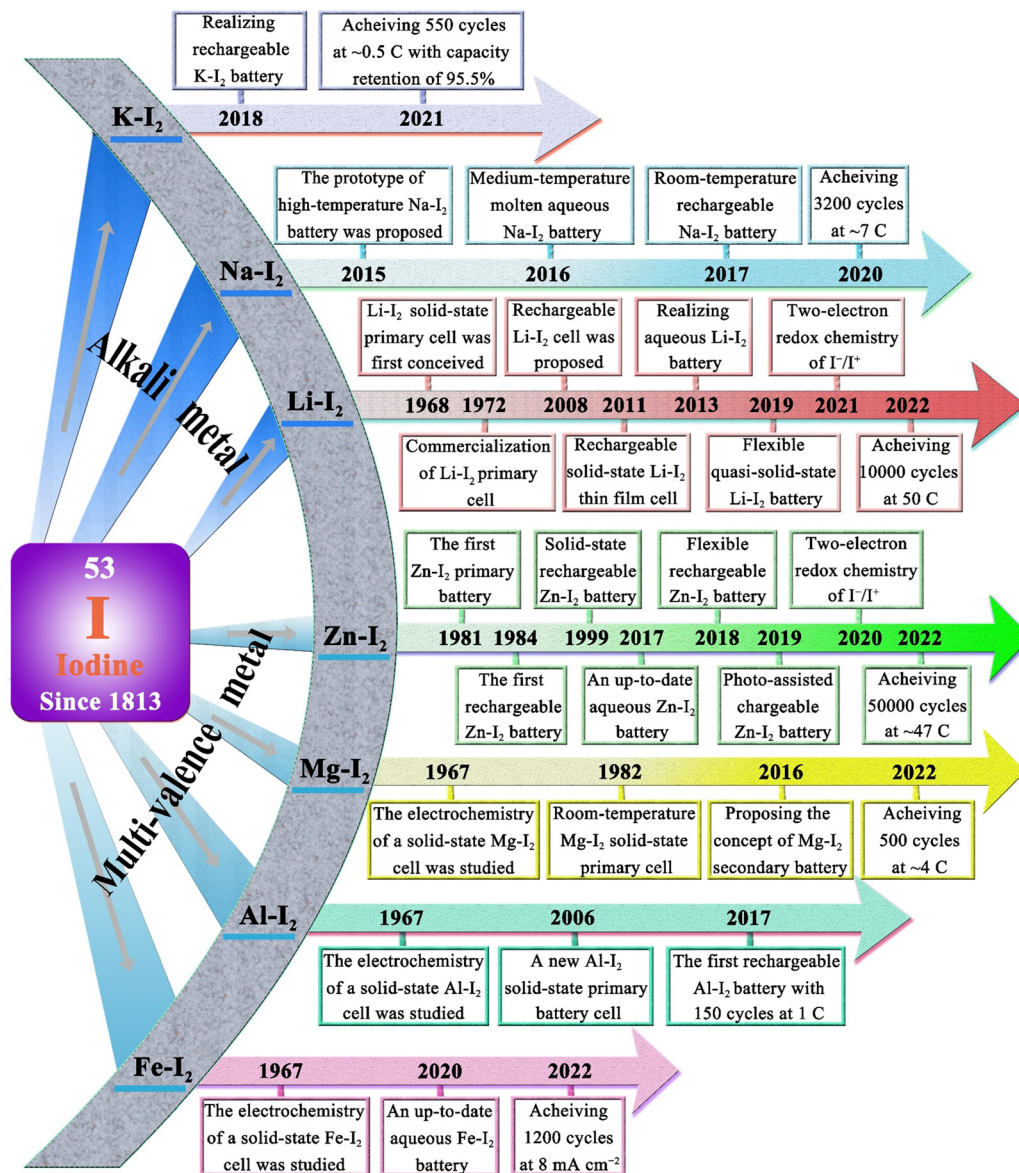 Realizing
rechargeable
K-I₂ battery
Acheiving 550 cycles
at ~0.5 C with capacity
retention of 95.5%
K-I₂
2018
2021
The prototype of
high-temperature Na-I₂
battery was proposed
Medium-temperature
molten aqueous
Na-I₂ battery
Room-temperature
rechargeable
Na-I₂ battery
Acheiving
3200 cycles
at ~7 C
Na-I₂
2015
2016
2017
2020
Li-I₂ solid-state
primary cell was
first conceived
Rechargeable
Li-I₂ cell was
proposed
Realizing
aqueous Li-I₂
battery
Two-electron
redox chemistry
of I⁻/I⁺
Alkali metal
Li-I₂
1968
1972
2008
2011
2013
2019
2021
2022
Commercialization
of Li-I₂ primary
cell
Rechargeable
solid-state Li-I₂
thin film cell
Flexible
quasi-solid-state
Li-I₂ battery
Acheiving
10000 cycles
at 50 C
53
I
Iodine
Since 1813
The first
Zn-I₂ primary
battery
Solid-state
rechargeable
Zn-I₂ battery
Flexible
rechargeable
Zn-I₂ battery
Two-electron
redox chemistry
of I⁻/I⁺
Zn-I₂
1981
1984
1999
2017
2018
2019
2020
2022
The first
rechargeable
Zn-I₂ battery
An up-to-date
aqueous Zn-I₂
battery
Photo-assisted
chargeable
Zn-I₂ battery
Acheiving
50000 cycles
at ~47 C
Multi-valence metal
Mg-I₂
1967
1982
2016
2022
The electrochemistry
of a solid-state Mg-I₂
cell was studied
Room-temperature
Mg-I₂ solid-state
primary cell
Proposing the
concept of Mg-I₂
secondary battery
Acheiving
500 cycles
at ~4 C
Al-I₂
1967
2006
2017
The electrochemistry
of a solid-state Al-I₂
cell was studied
A new Al-I₂
solid-state primary
battery cell
The first rechargeable
Al-I₂ battery with
150 cycles at 1 C
Fe-I₂
1967
2020
2022
The electrochemistry
of a solid-state Fe-I₂
cell was studied
An up-to-date
aqueous Fe-I₂
battery
Acheiving
1200 cycles
at 8 mA cm⁻²